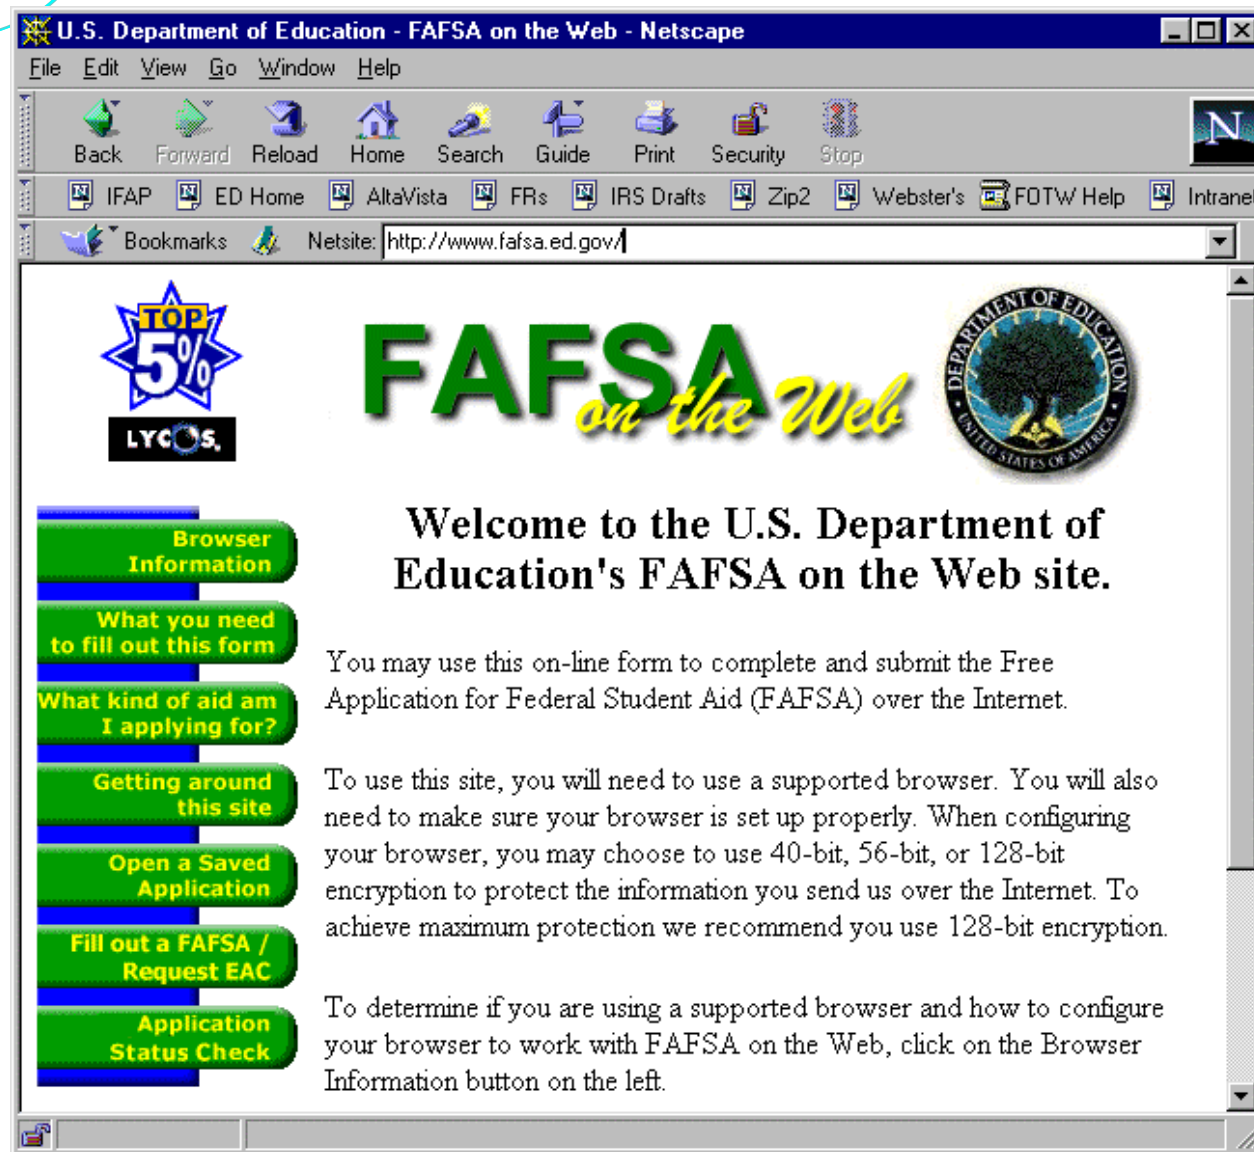 U.S. Department of Education - FAFSA on the Web - Netscape
File Edit View Go Window Help
Back Forward Reload Home Search Guide Print Security Stop
N
IFAP ED Home AltaVista FRs IRS Drafts Zip2 Webster's FOTW Help Intranet
Bookmarks Netsite: http://www.fafsa.ed.gov/
TOP
5%
LYCOS.
FAFSA
on the Web
DEPARTMENT OF EDUCATION
UNITED STATES OF AMERICA
Browser
Information
What you need
to fill out this form
What kind of aid am
I applying for?
Getting around
this site
Open a Saved
Application
Fill out a FAFSA /
Request EAC
Application
Status Check
Welcome to the U.S. Department of
Education's FAFSA on the Web site.
You may use this on-line form to complete and submit the Free
Application for Federal Student Aid (FAFSA) over the Internet.
To use this site, you will need to use a supported browser. You will also
need to make sure your browser is set up properly. When configuring
your browser, you may choose to use 40-bit, 56-bit, or 128-bit
encryption to protect the information you send us over the Internet. To
achieve maximum protection we recommend you use 128-bit encryption.
To determine if you are using a supported browser and how to configure
your browser to work with FAFSA on the Web, click on the Browser
Information button on the left.